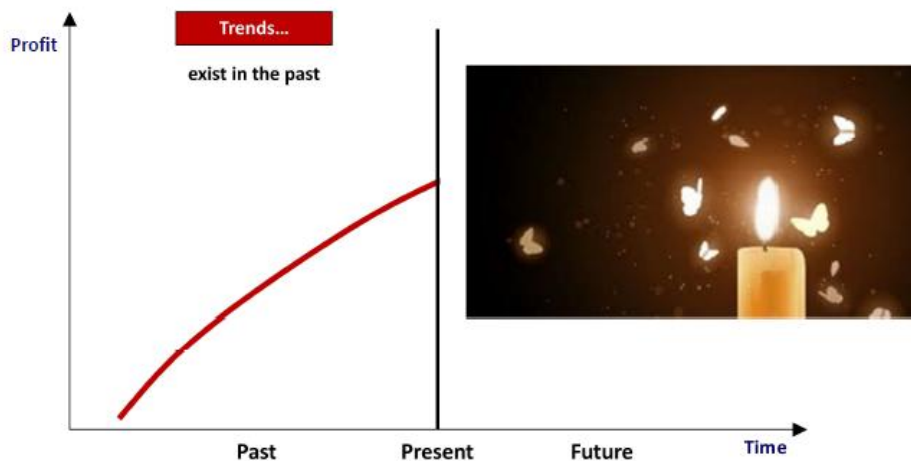 Trends...
Profit
exist in the past
Past
Present
Future
Time